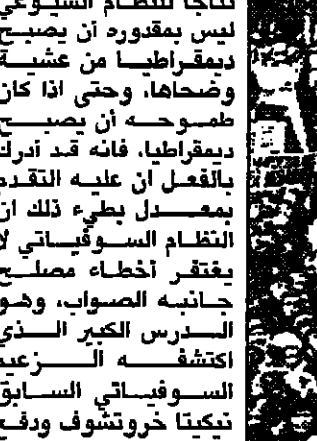 نتاجا للنظام الشيوعي
ليس بمقدوره أن يصبح
ديمقراطيا من عشية
وضحاها. وحتى اذا كان
طموحه أن يصبح
ديمقراطيا، فانه قد أدرك
بالفعل ان عليه التقدم
بمعدل بطيء ذلك ان
النظام السوفياتي لا
يغتفر أخطاء مصلح
جانبه الصواب، وهو
الدرس الكبير الذي
اكتشفه الزعيم
السوفياتي السابق
نيكيتا خروتشوف ودفع